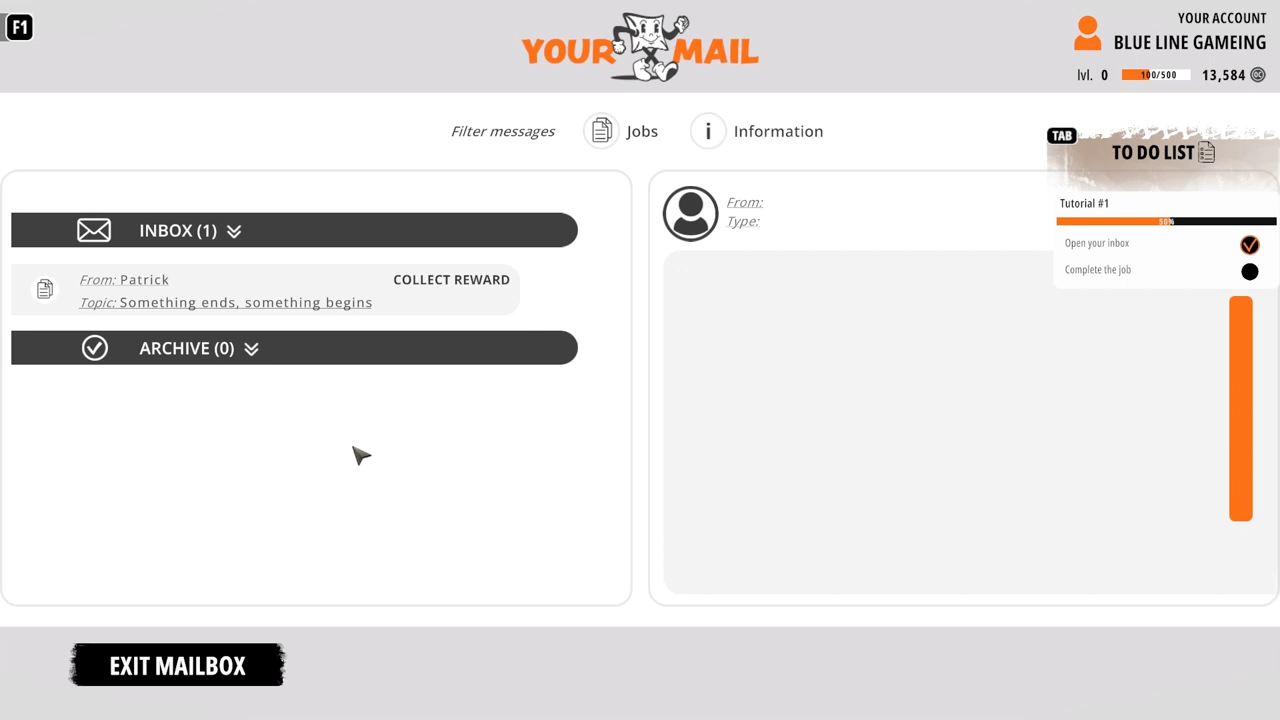 F1
YOUR MAIL
YOUR ACCOUNT
BLUE LINE GAMEING
lvl. 0 100/500 13,584
Filter messages Jobs i Information
TAB
TO DO LIST
Tutorial #1
50%
Open your inbox
Complete the job
INBOX (1)
From: Patrick
COLLECT REWARD
Topic: Something ends, something begins
ARCHIVE (0)
From:
Type:
EXIT MAILBOX